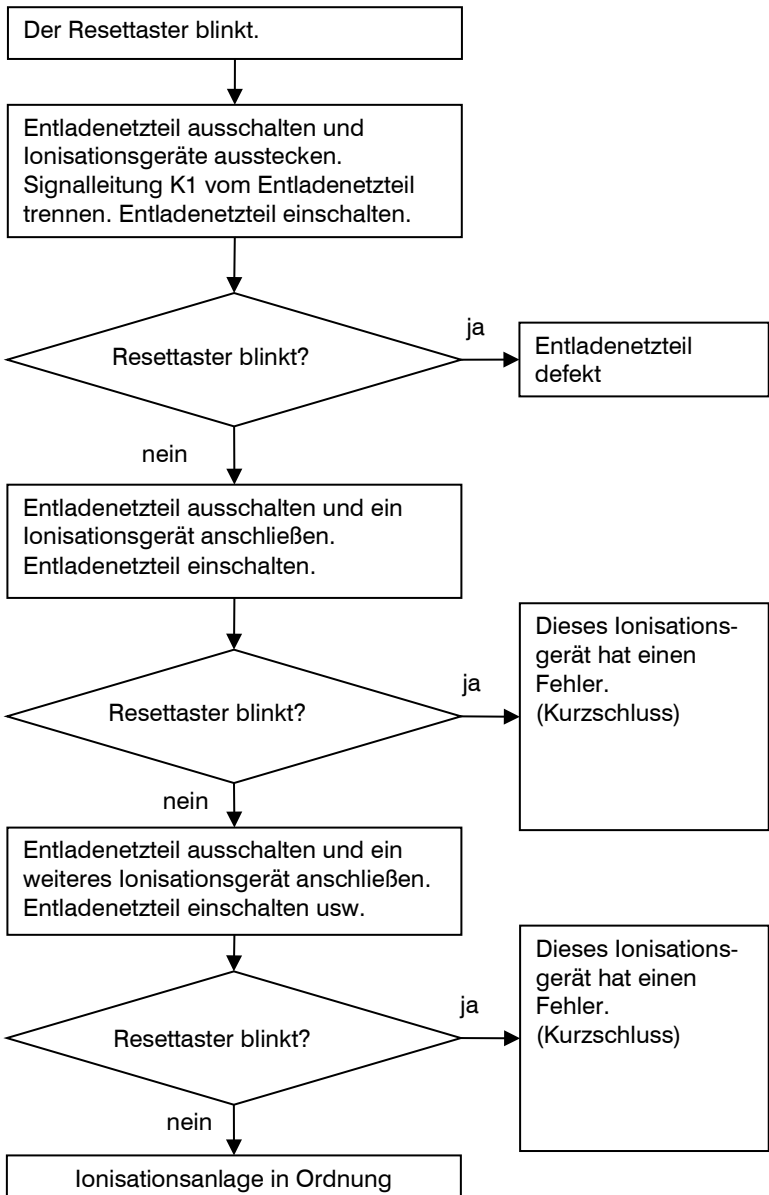 Der Resettaster blinkt.
Entladenetzteil ausschalten und
Ionisationsgeräte ausstecken.
Signalleitung K1 vom Entladenetzteil
trennen. Entladenetzteil einschalten.
Resettaster blinkt?
ja
Entladenetzteil
defekt
nein
Entladenetzteil ausschalten und ein
Ionisationsgerät anschließen.
Entladenetzteil einschalten.
Resettaster blinkt?
ja
Dieses Ionisations-
gerät hat einen
Fehler.
(Kurzschluss)
nein
Entladenetzteil ausschalten und ein
weiteres Ionisationsgerät anschließen.
Entladenetzteil einschalten usw.
Resettaster blinkt?
ja
Dieses Ionisations-
gerät hat einen
Fehler.
(Kurzschluss)
nein
Ionisationsanlage in Ordnung